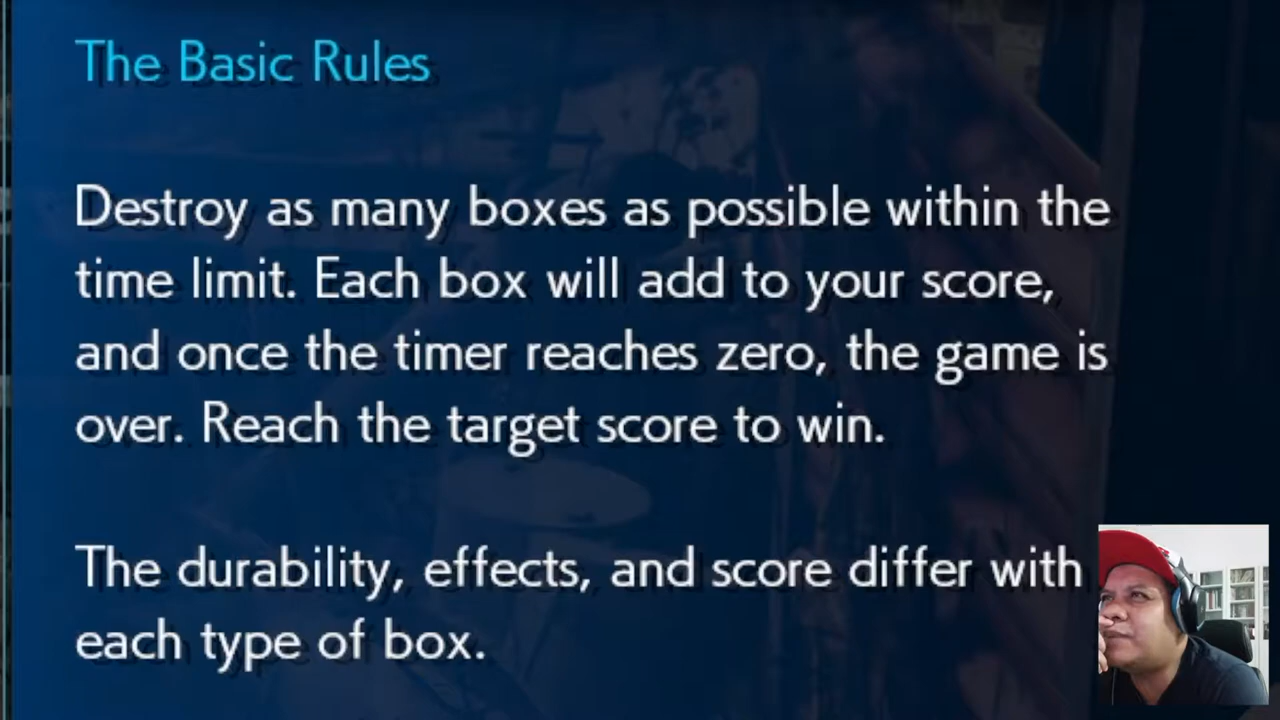 The Basic Rules
Destroy as many boxes as possible within the
time limit. Each box will add to your score,
and once the timer reaches zero, the game is
over. Reach the target score to win.
The durability, effects, and score differ with
each type of box.